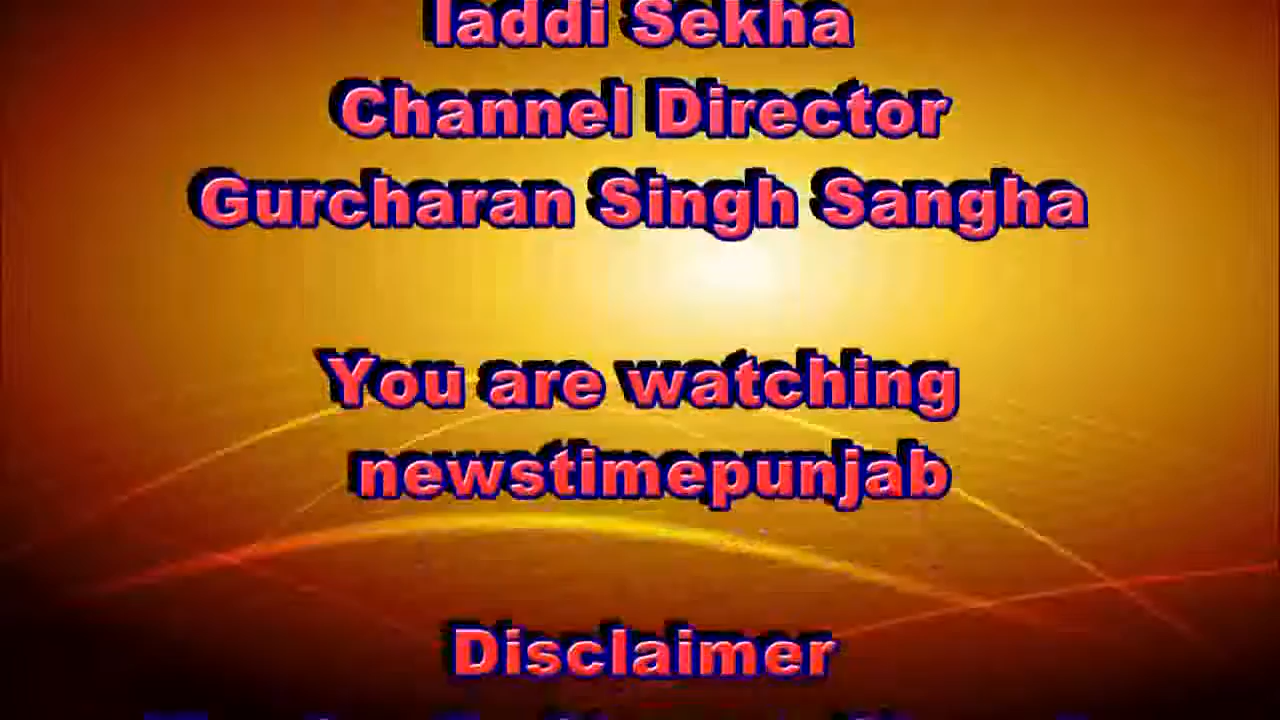 laddi Sekha
Channel Director
Gurcharan Singh Sangha
You are watching
newstimepunjab
Disclaimer